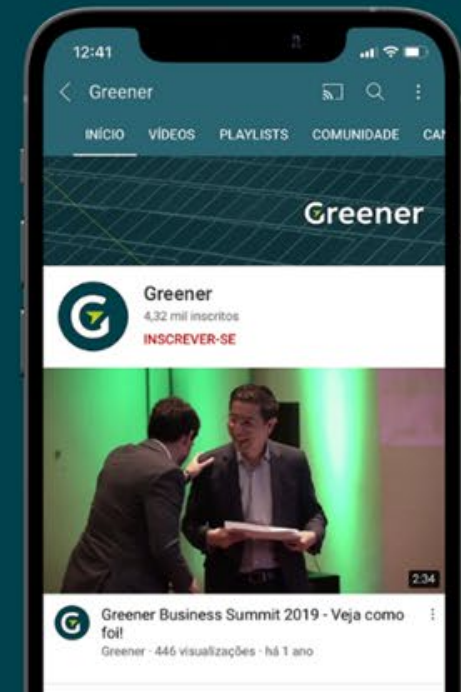 12:41
Greener
INÍCIO VÍDEOS PLAYLISTS COMUNIDADE CAN
Greener
Greener
4,32 mil inscritos
INSCREVER-SE
2:34
Greener Business Summit 2019 - Veja como
foi!
Greener · 446 visualizações · há 1 ano